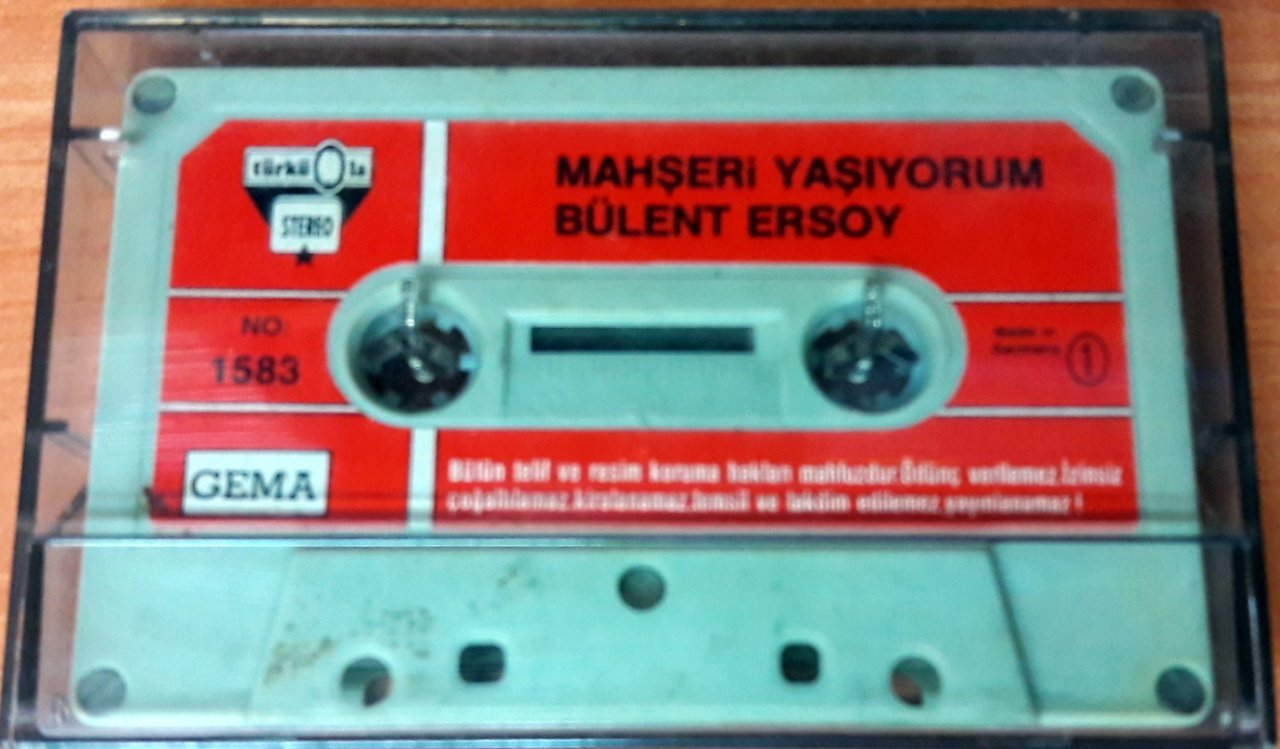 türküOla
STEREO
MAHŞERİ YAŞIYORUM
BÜLENT ERSOY
NO:
1583
Made in
Germany
1
GEMA
Bütün telif ve resim koruma hakları mahfuzdur.Ödünç verilemez.İzinsiz
çoğaltılamaz.kiralanamaz.temsil ve takdim edilemez.yayınlanamaz!